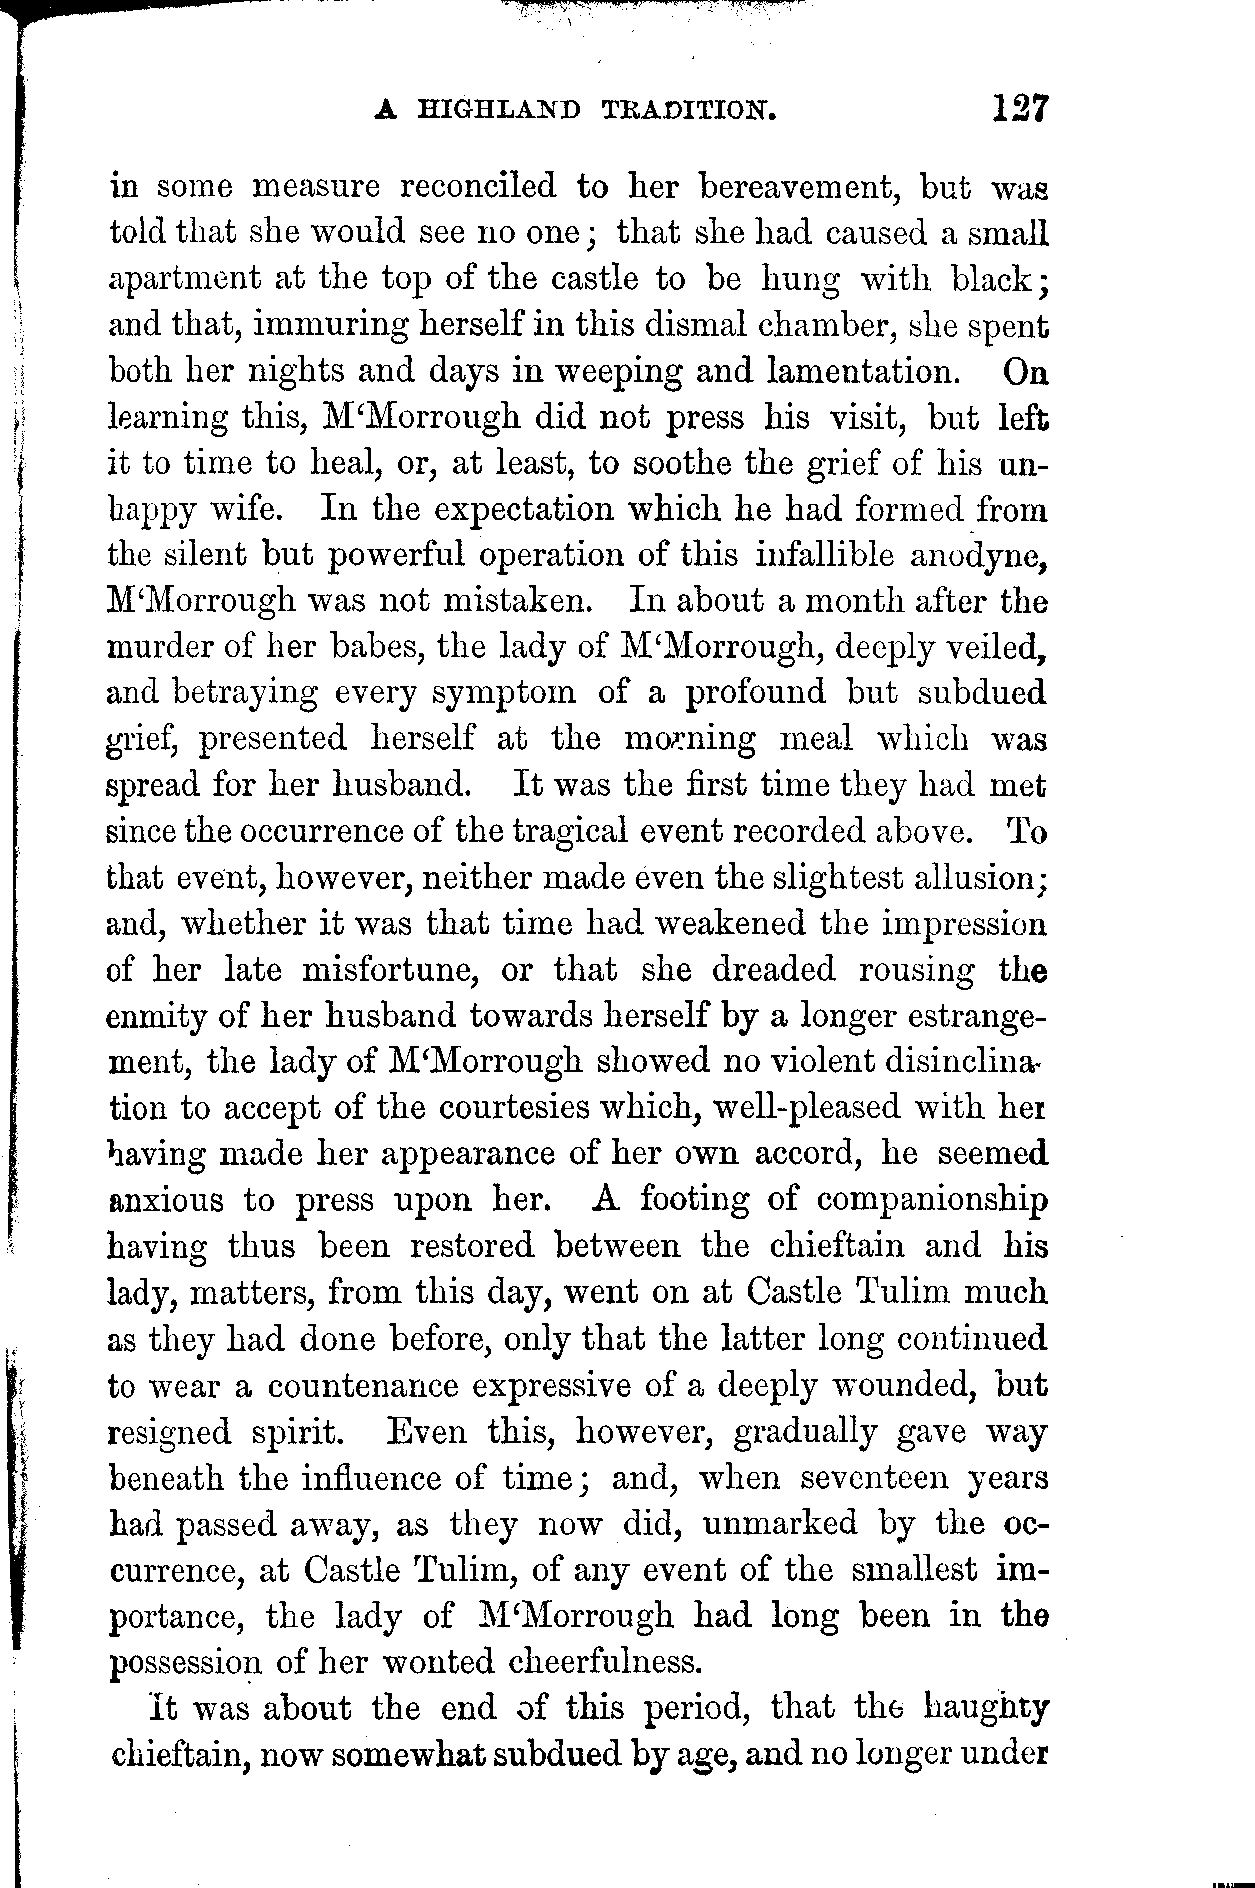 A HIGHLAND TRADITION. 127
in some measure reconciled to her bereavement, but was
told that she would see no one; that she had caused a small
apartment at the top of the castle to be hung with black;
and that, immuring herself in this dismal chamber, she spent
both her nights and days in weeping and lamentation. On
learning this, M‘Morrough did not press his visit, but left
it to time to heal, or, at least, to soothe the grief of his un-
happy wife. In the expectation which he had formed from
the silent but powerful operation of this infallible anodyne,
M‘Morrough was not mistaken. In about a month after the
murder of her babes, the lady of M‘Morrough, deeply veiled,
and betraying every symptom of a profound but subdued
grief, presented herself at the morning meal which was
spread for her husband. It was the first time they had met
since the occurrence of the tragical event recorded above. To
that event, however, neither made even the slightest allusion;
and, whether it was that time had weakened the impression
of her late misfortune, or that she dreaded rousing the
enmity of her husband towards herself by a longer estrange-
ment, the lady of M‘Morrough showed no violent disinclina-
tion to accept of the courtesies which, well-pleased with her
having made her appearance of her own accord, he seemed
anxious to press upon her. A footing of companionship
having thus been restored between the chieftain and his
lady, matters, from this day, went on at Castle Tulim much
as they had done before, only that the latter long continued
to wear a countenance expressive of a deeply wounded, but
resigned spirit. Even this, however, gradually gave way
beneath the influence of time; and, when seventeen years
had passed away, as they now did, unmarked by the oc-
currence, at Castle Tulim, of any event of the smallest im-
portance, the lady of M‘Morrough had long been in the
possession of her wonted cheerfulness.
It was about the end of this period, that the haughty
chieftain, now somewhat subdued by age, and no longer under